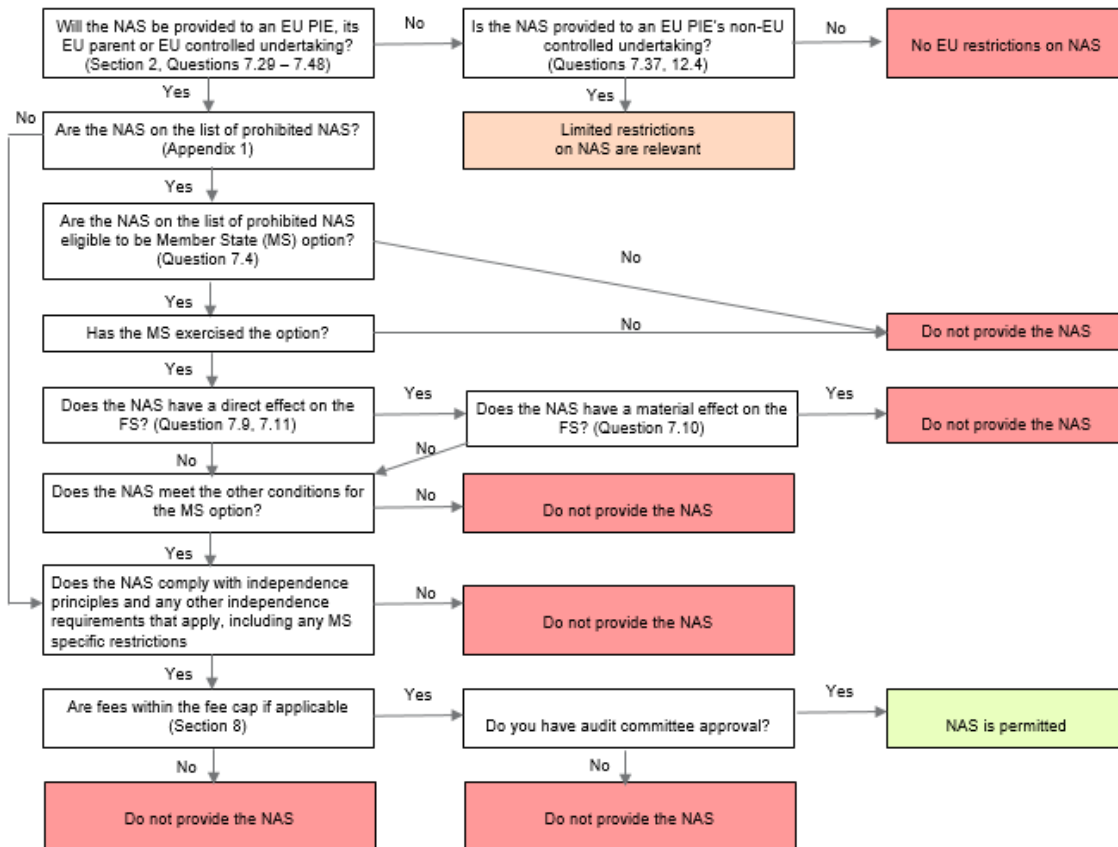 Will the NAS be provided to an EU PIE, its
EU parent or EU controlled undertaking?
(Section 2, Questions 7.29 – 7.48)
No
Is the NAS provided to an EU PIE's non-EU
controlled undertaking?
(Questions 7.37, 12.4)
No
No EU restrictions on NAS
Yes
Yes
No
Are the NAS on the list of prohibited NAS?
(Appendix 1)
Limited restrictions
on NAS are relevant
Yes
Are the NAS on the list of prohibited NAS
eligible to be Member State (MS) option?
(Question 7.4)
No
Yes
Has the MS exercised the option?
No
Do not provide the NAS
Yes
Does the NAS have a direct effect on the
FS? (Question 7.9, 7.11)
Yes
Does the NAS have a material effect on the
FS? (Question 7.10)
Yes
Do not provide the NAS
No
No
Does the NAS meet the other conditions for
the MS option?
No
Do not provide the NAS
Yes
Does the NAS comply with independence
principles and any other independence
requirements that apply, including any MS
specific restrictions
No
Do not provide the NAS
Yes
Are fees within the fee cap if applicable
(Section 8)
Yes
Do you have audit committee approval?
Yes
NAS is permitted
No
No
Do not provide the NAS
Do not provide the NAS